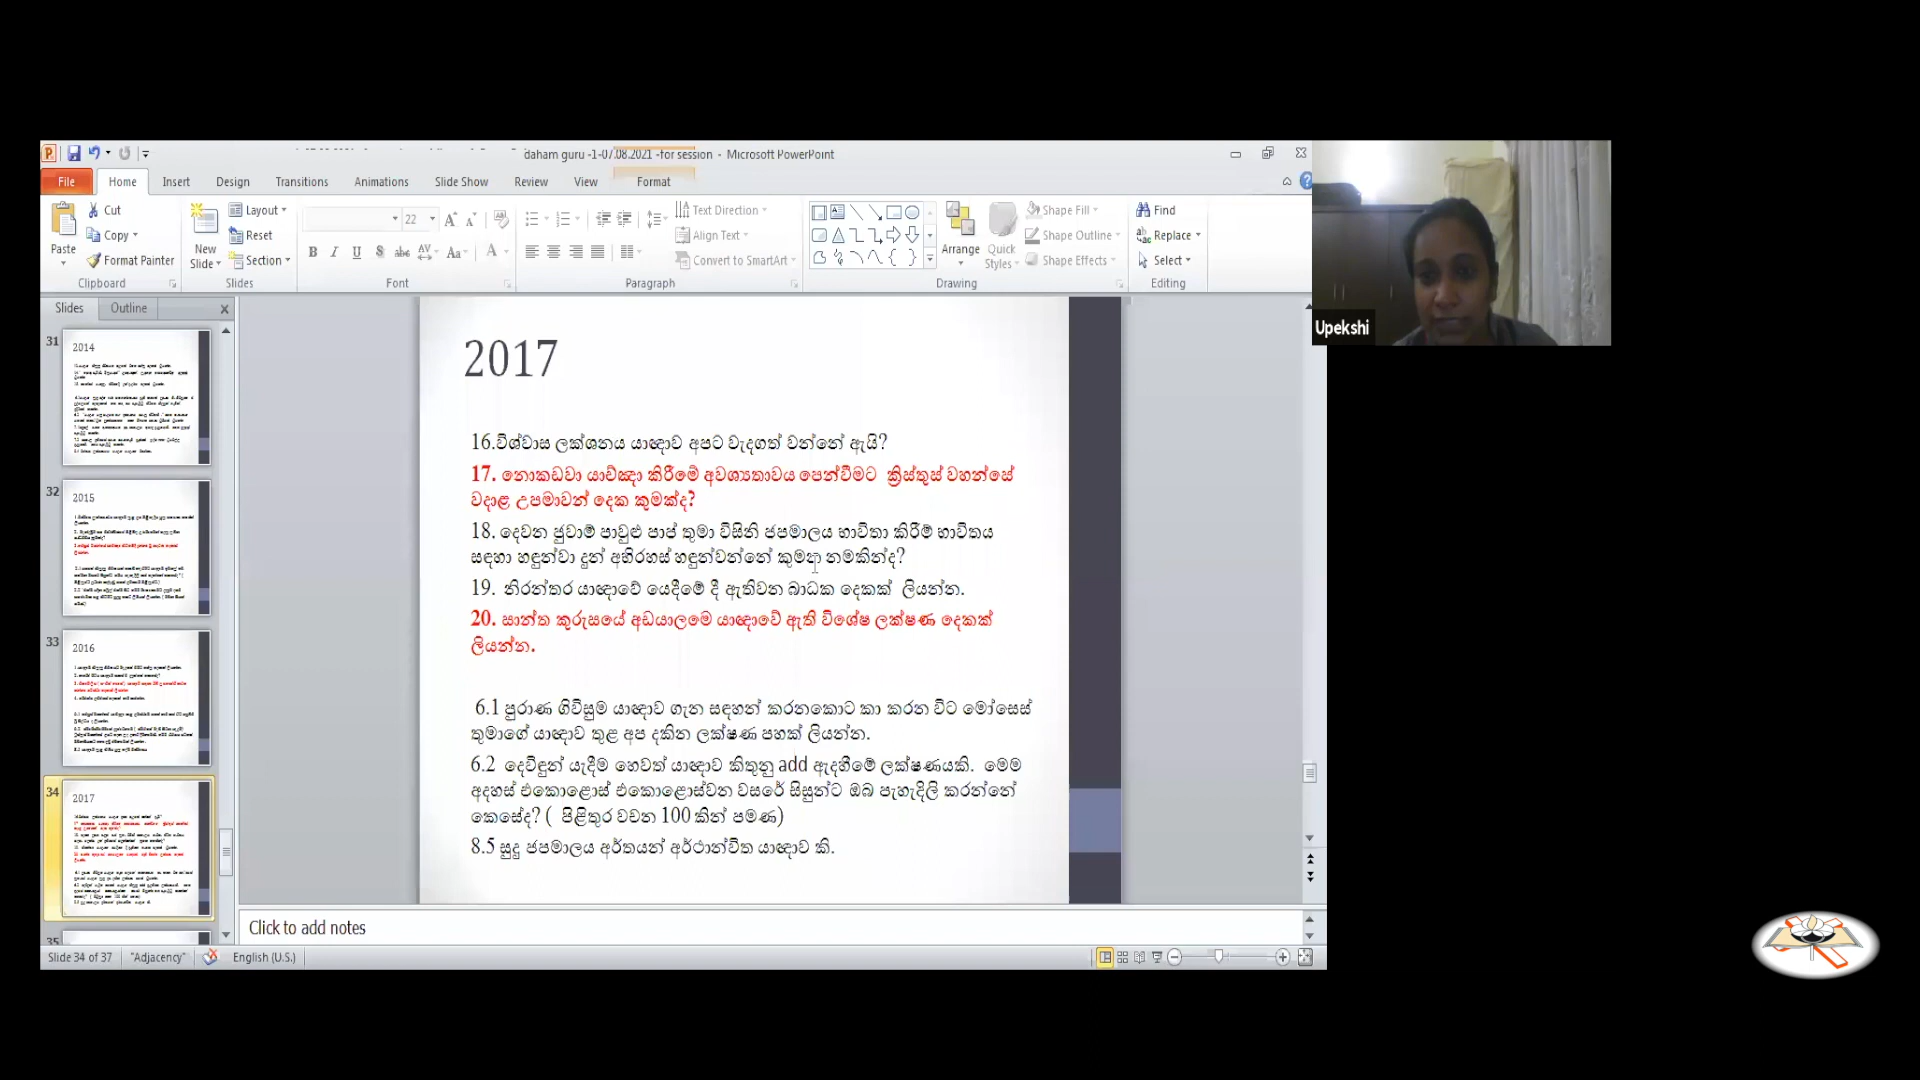 daham guru -1-07.08.2021 -for session - Microsoft PowerPoint
File Home Insert Design Transitions Animations Slide Show Review View Format
Cut
Copy
Format Painter
Paste
Clipboard
New
Slide
Layout
Reset
Section
Slides
22
Font
Text Direction
Align Text
Convert to SmartArt
Paragraph
Arrange
Quick
Styles
Shape Fill
Shape Outline
Shape Effects
Drawing
Find
Replace
Select
Editing
Slides Outline
31
2014
32
2015
33
2016
34
2017
35
2017
16.විශ්වාස ලක්ශනය යාඥාව අපට වැදගත් වන්නේ ඇයි?
17. නොකඩවා යාච්ඤා කිරීමේ අවශ්‍යතාවය පෙන්වීමට ක්‍රිස්තුස් වහන්සේ
වදාළ උපමාවන් දෙක කුමක්ද?
18. දෙවන ජුවාම් පාවුළු පාප් තුමා විසිනි ජපමාලය භාවිතා කිරීම් භාවිතය
සඳහා හඳුන්වා දුන් අභිරහස් හඳුන්වන්නේ කුමන නමකින්ද?
19. නිරන්තර යාඥාවේ යෙදීමේ දී ඇතිවන බාධක දෙකක් ලියන්න.
20. සාන්ත කුරුසයේ අඩයාලමෙ යාඥාවේ ඇති විශේෂ ලක්ෂණ දෙකක්
ලියන්න.
6.1 පුරාණ ගිවිසුම යාඥාව ගැන සඳහන් කරනකොට කා කරන විට මෝසෙස්
තුමාගේ යාඥාව තුළ අප දකින ලක්ෂණ පහක් ලියන්න.
6.2 දෙවිඳුන් යැදීම හෙවත් යාඥාව කිතුනු add ඇදහීමේ ලක්ෂණයකි. මෙම
අදහස් එකොළොස් එකොළොස්වන වසරේ සිසුන්ට ඔබ පැහැදිලි කරන්නේ
කෙසේද? ( පිළිතුර වචන 100 කින් පමණ)
8.5 සුදු ජපමාලය අර්තයන් අර්ථාන්විත යාඥාව කි.
Click to add notes
Slide 34 of 37 "Adjacency" English (U.S.)
Upekshi